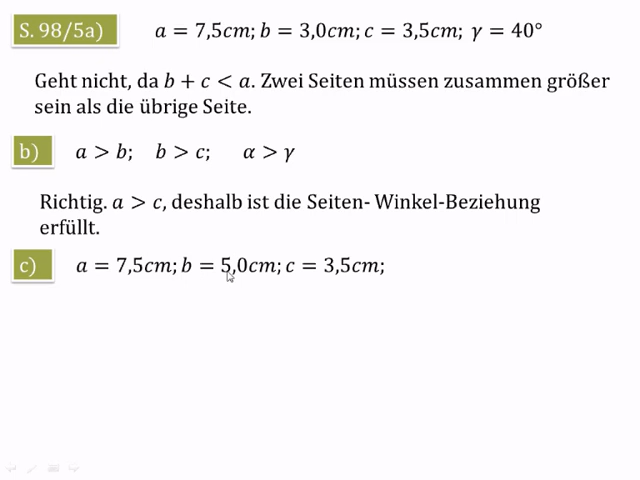 S. 98/5a) a = 7,5cm; b = 3,0cm; c = 3,5cm; γ = 40°
Geht nicht, da b + c < a. Zwei Seiten müssen zusammen größer
sein als die übrige Seite.
b) a > b; b > c; α > γ
Richtig. a > c, deshalb ist die Seiten- Winkel-Beziehung
erfüllt.
c) a = 7,5cm; b = 5,0cm; c = 3,5cm;